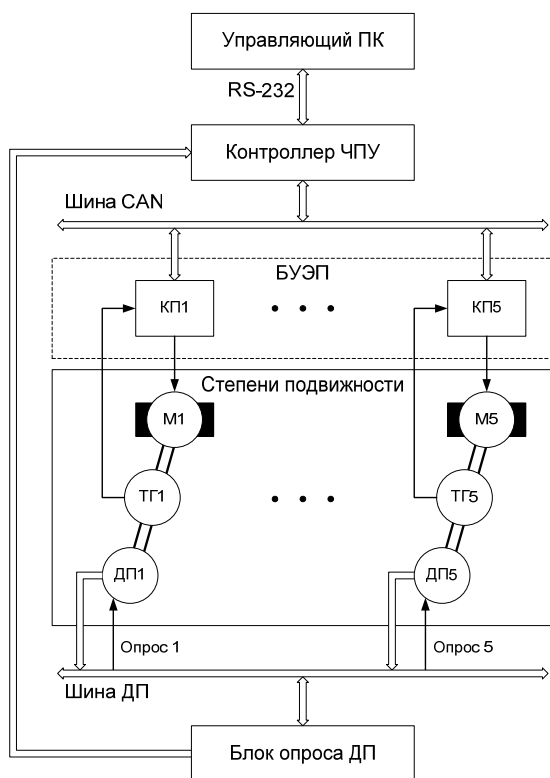 Управляющий ПК
RS-232
Контроллер ЧПУ
Шина CAN
БУЭП
КП1
КП5
Степени подвижности
М1
М5
ТГ1
ТГ5
ДП1
ДП5
Опрос 1
Опрос 5
Шина ДП
Блок опроса ДП